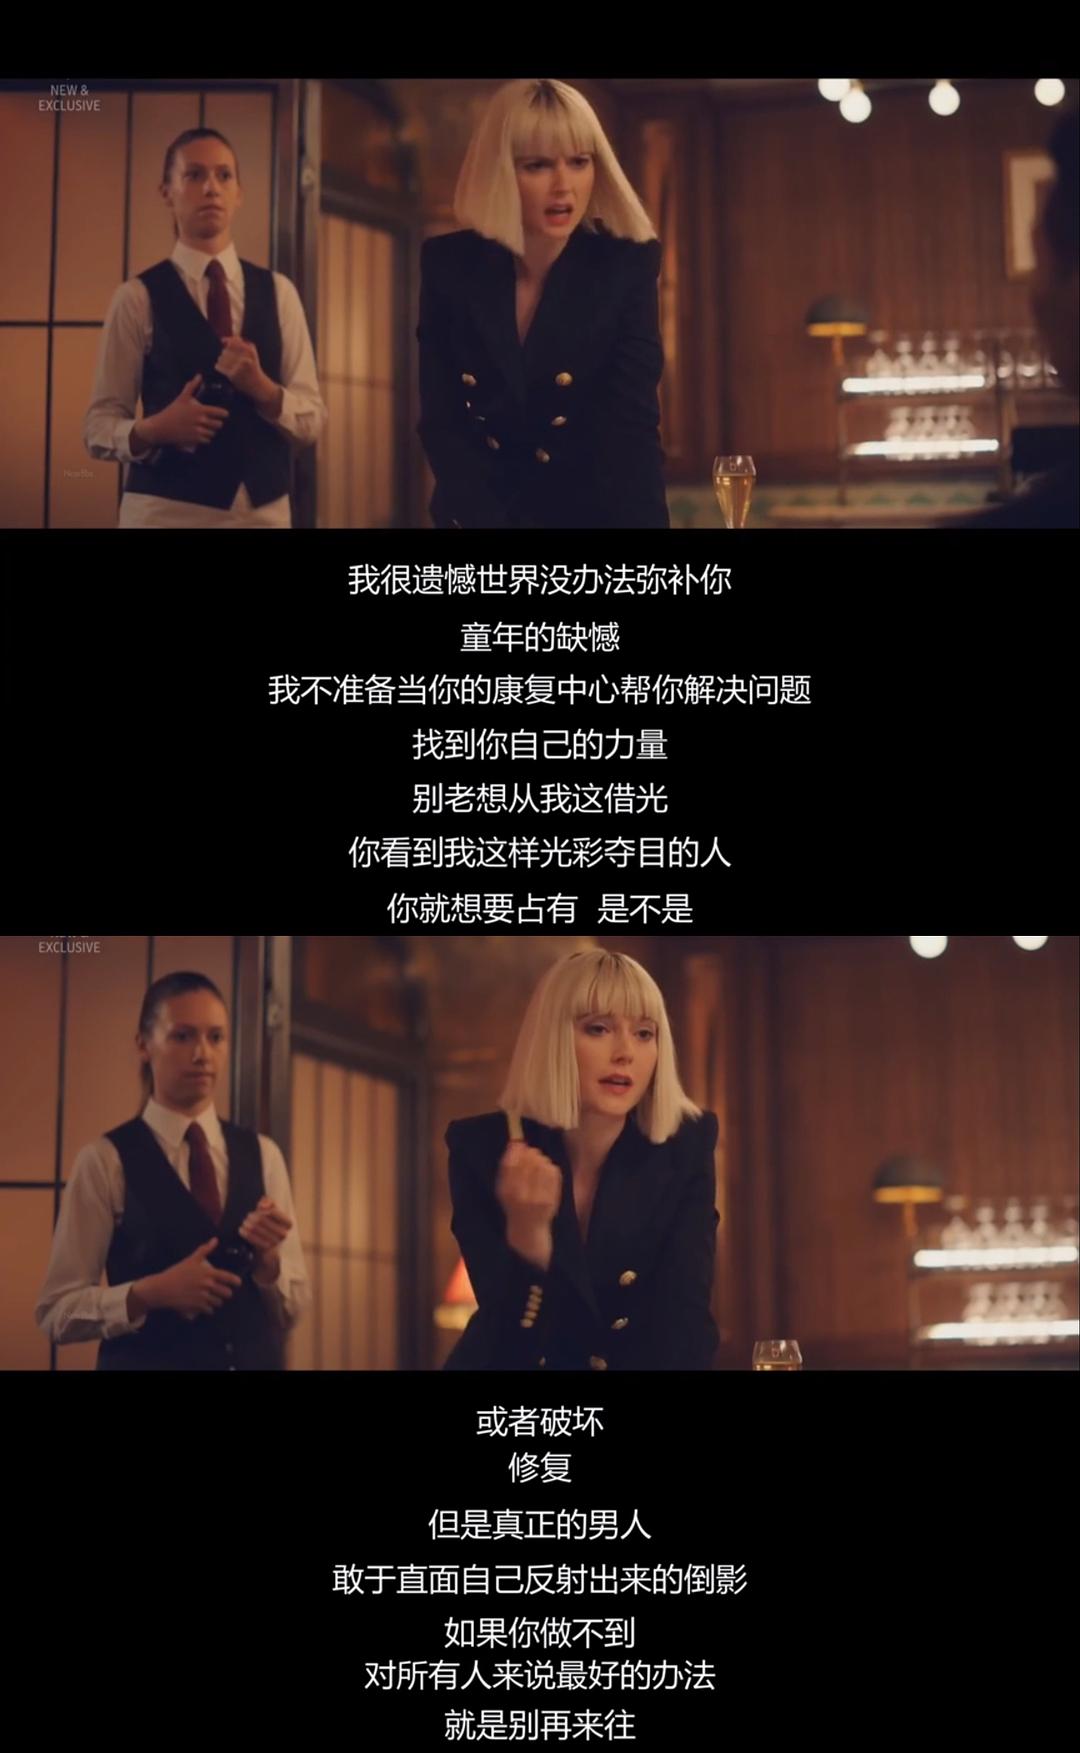 NEW &
EXCLUSIVE
我很遗憾世界没办法弥补你
童年的缺憾
我不准备当你的康复中心帮你解决问题
找到你自己的力量
别老想从我这借光
你看到我这样光彩夺目的人
你就想要占有 是不是
EXCLUSIVE
或者破坏
修复
但是真正的男人
敢于直面自己反射出来的倒影
如果你做不到
对所有人来说最好的办法
就是别再来往